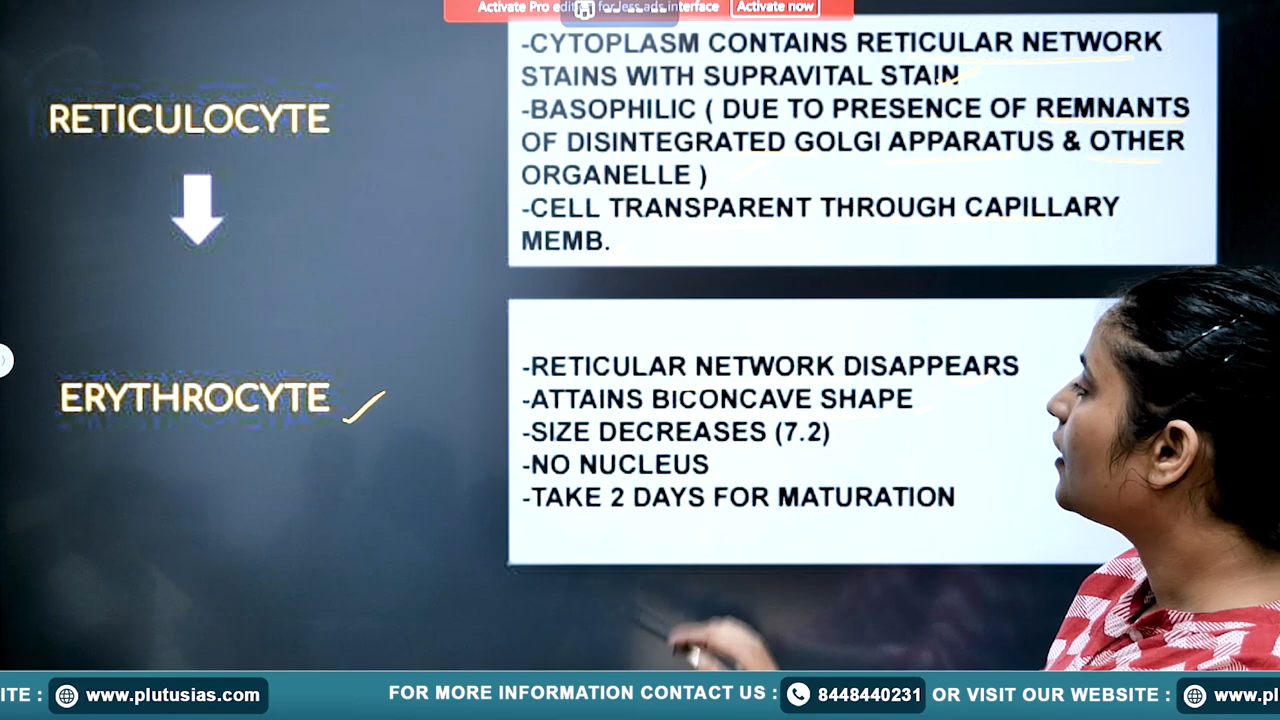 Activate Pro edition for less ads interface
Activate now
-CYTOPLASM CONTAINS RETICULAR NETWORK
STAINS WITH SUPRAVITAL STAIN
-BASOPHILIC ( DUE TO PRESENCE OF REMNANTS
OF DISINTEGRATED GOLGI APPARATUS & OTHER
ORGANELLE )
-CELL TRANSPARENT THROUGH CAPILLARY
MEMB.
RETICULOCYTE
ERYTHROCYTE
-RETICULAR NETWORK DISAPPEARS
-ATTAINS BICONCAVE SHAPE
-SIZE DECREASES (7.2)
-NO NUCLEUS
-TAKE 2 DAYS FOR MATURATION
ITE : www.plutusias.com FOR MORE INFORMATION CONTACT US : 8448440231 OR VISIT OUR WEBSITE : www.pl